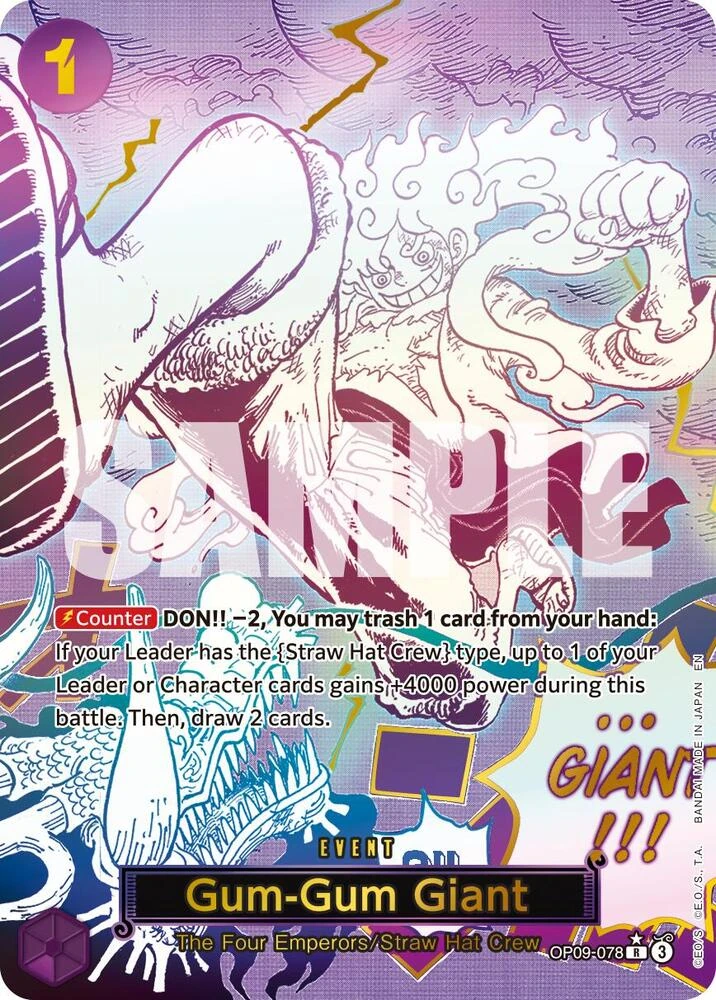 1
SAMPLE
Counter DON!! −2, You may trash 1 card from your hand:
If your Leader has the {Straw Hat Crew} type, up to 1 of your
Leader or Character cards gains +4000 power during this
battle. Then, draw 2 cards.
...
GIANT
!!!
EVENT
Gum-Gum Giant
The Four Emperors/Straw Hat Crew
OP09-078 R 3
©E.O/S ©E.O./S., T.A. BANDAI MADE IN JAPAN EN